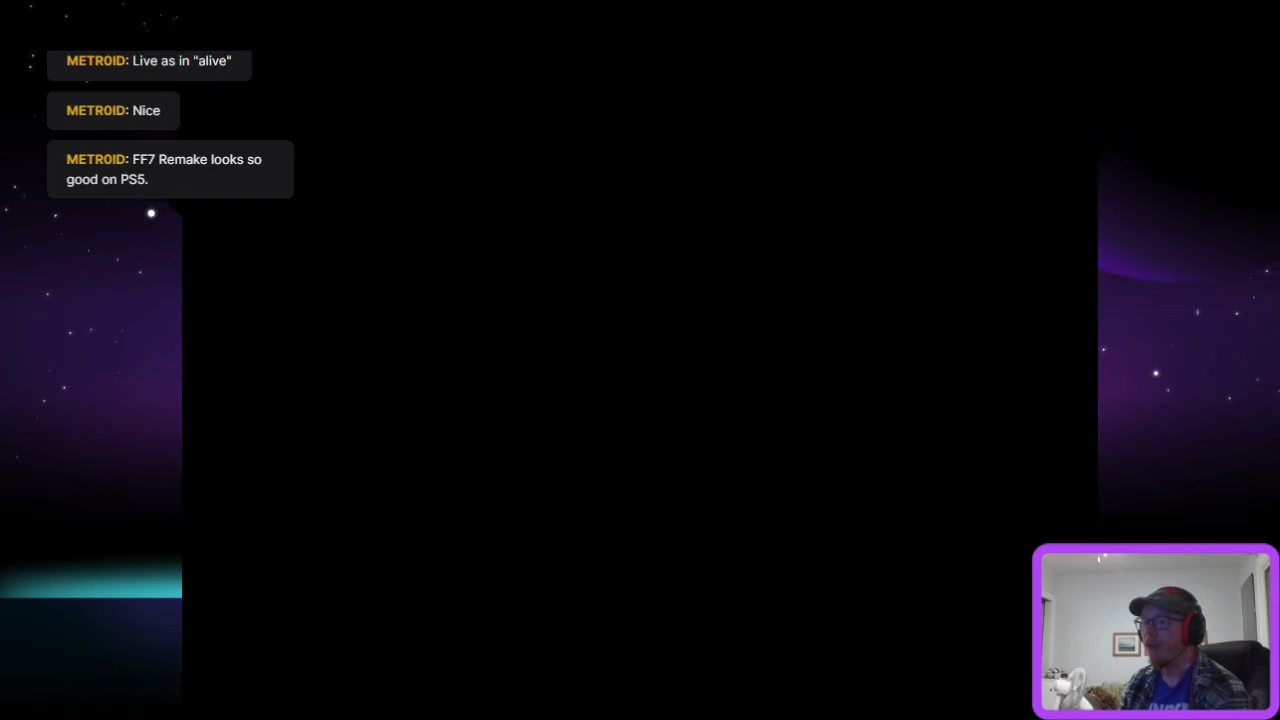 METR0ID: Live as in "alive"
METR0ID: Nice
METR0ID: FF7 Remake looks so
good on PS5.